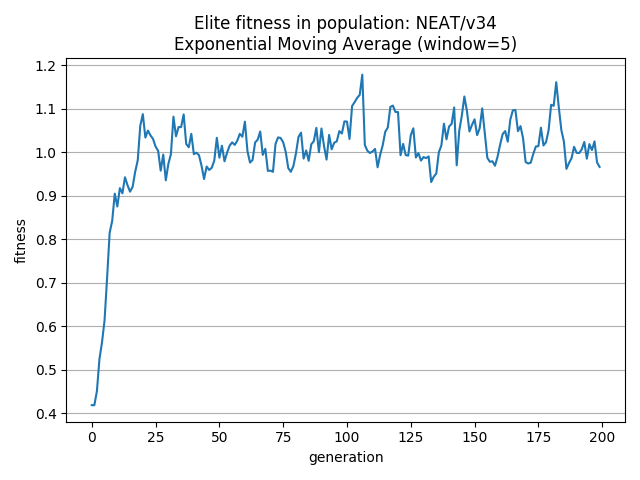 Elite fitness in population: NEAT/v34
Exponential Moving Average (window=5)
1.2
1.1
1.0
0.9
0.8
0.7
0.6
0.5
0.4
fitness
0 25 50 75 100 125 150 175 200
generation